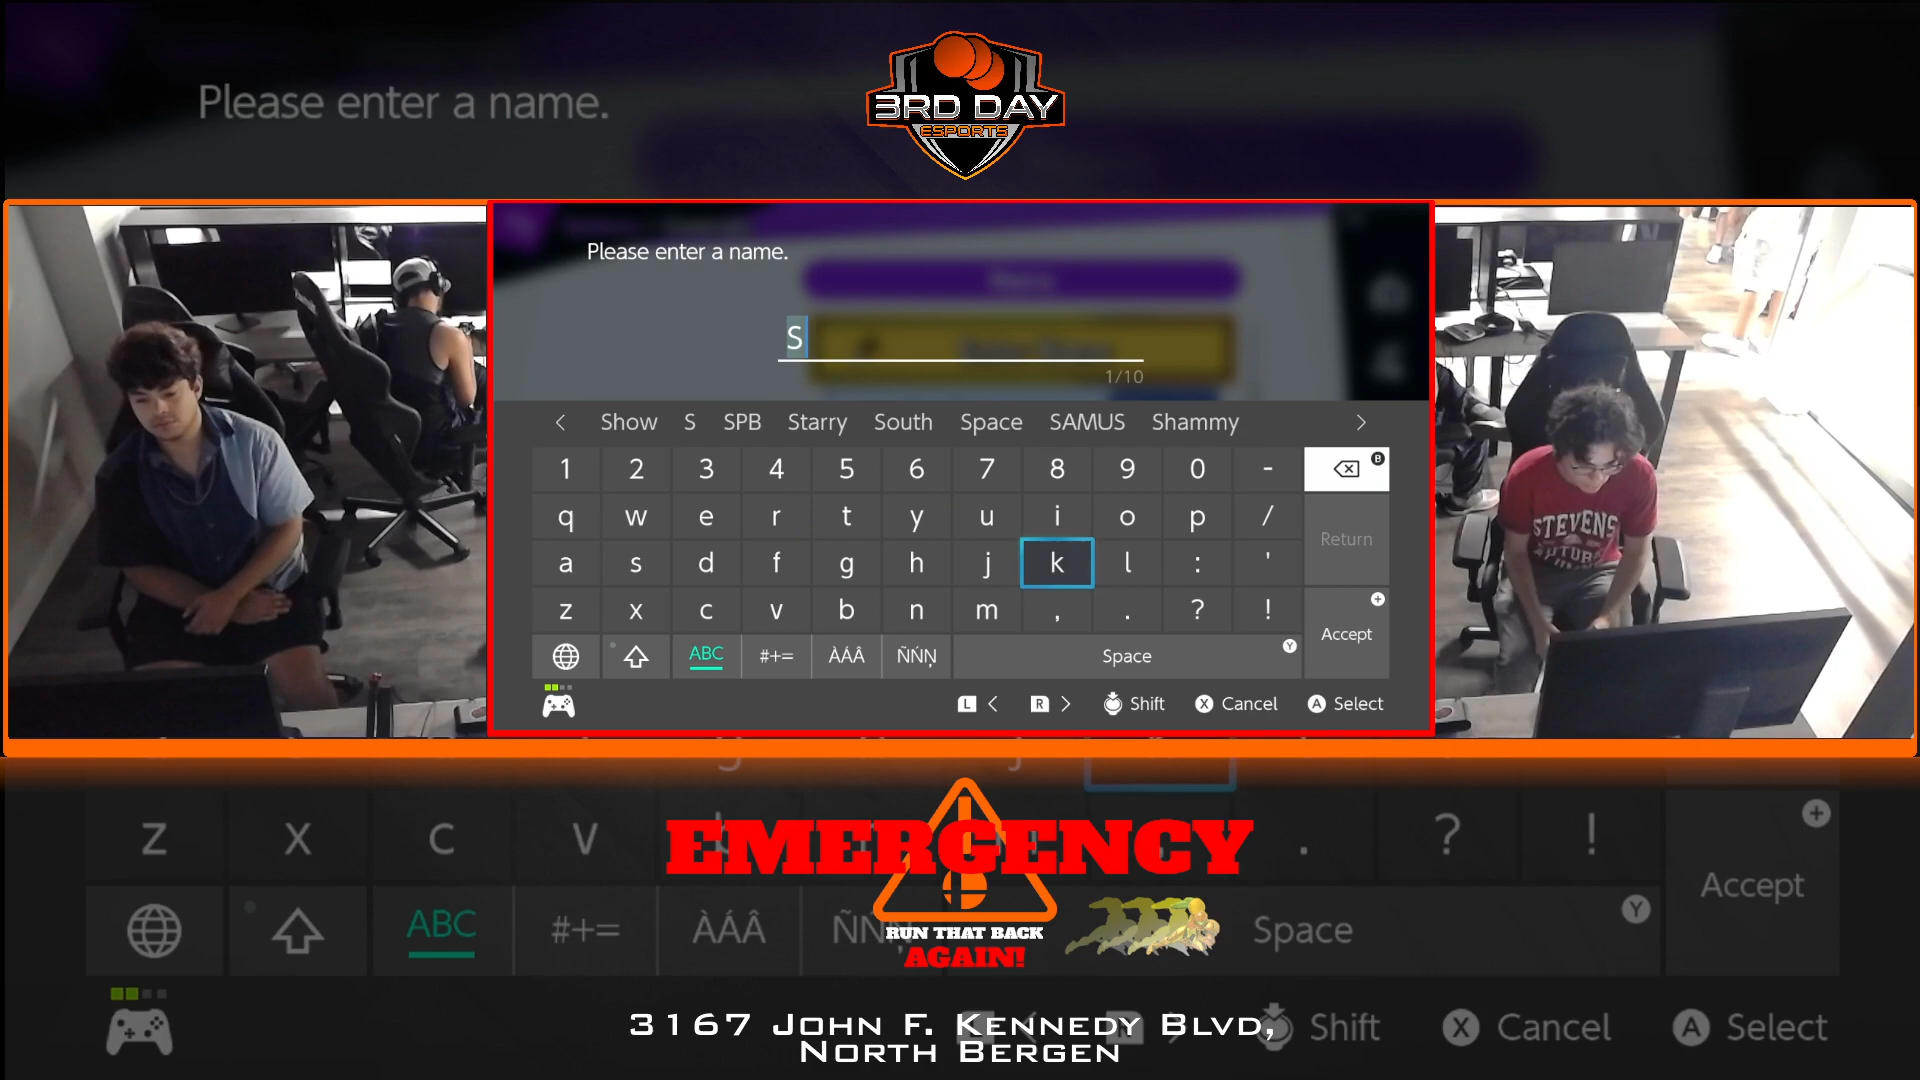 Please enter a name.
3RD DAY
ESPORTS
Please enter a name.
S
1/10
Show S SPB Starry South Space SAMUS Shammy
1 2 3 4 5 6 7 8 9 0 -
q w e r t y u i o p /
Return
a s d f g h j k l : '
z x c v b n m , . ? !
Accept
ABC #+= ÀÁÂ ÑŃŅ Space
L < R > Shift X Cancel A Select
STEVENS
z x c v . ? !
EMERGENCY
Accept
ABC #+= ÀÁÂ Space Y
RUN THAT BACK
AGAIN!
Shift X Cancel A Select
3167 John F. Kennedy Blvd,
North Bergen